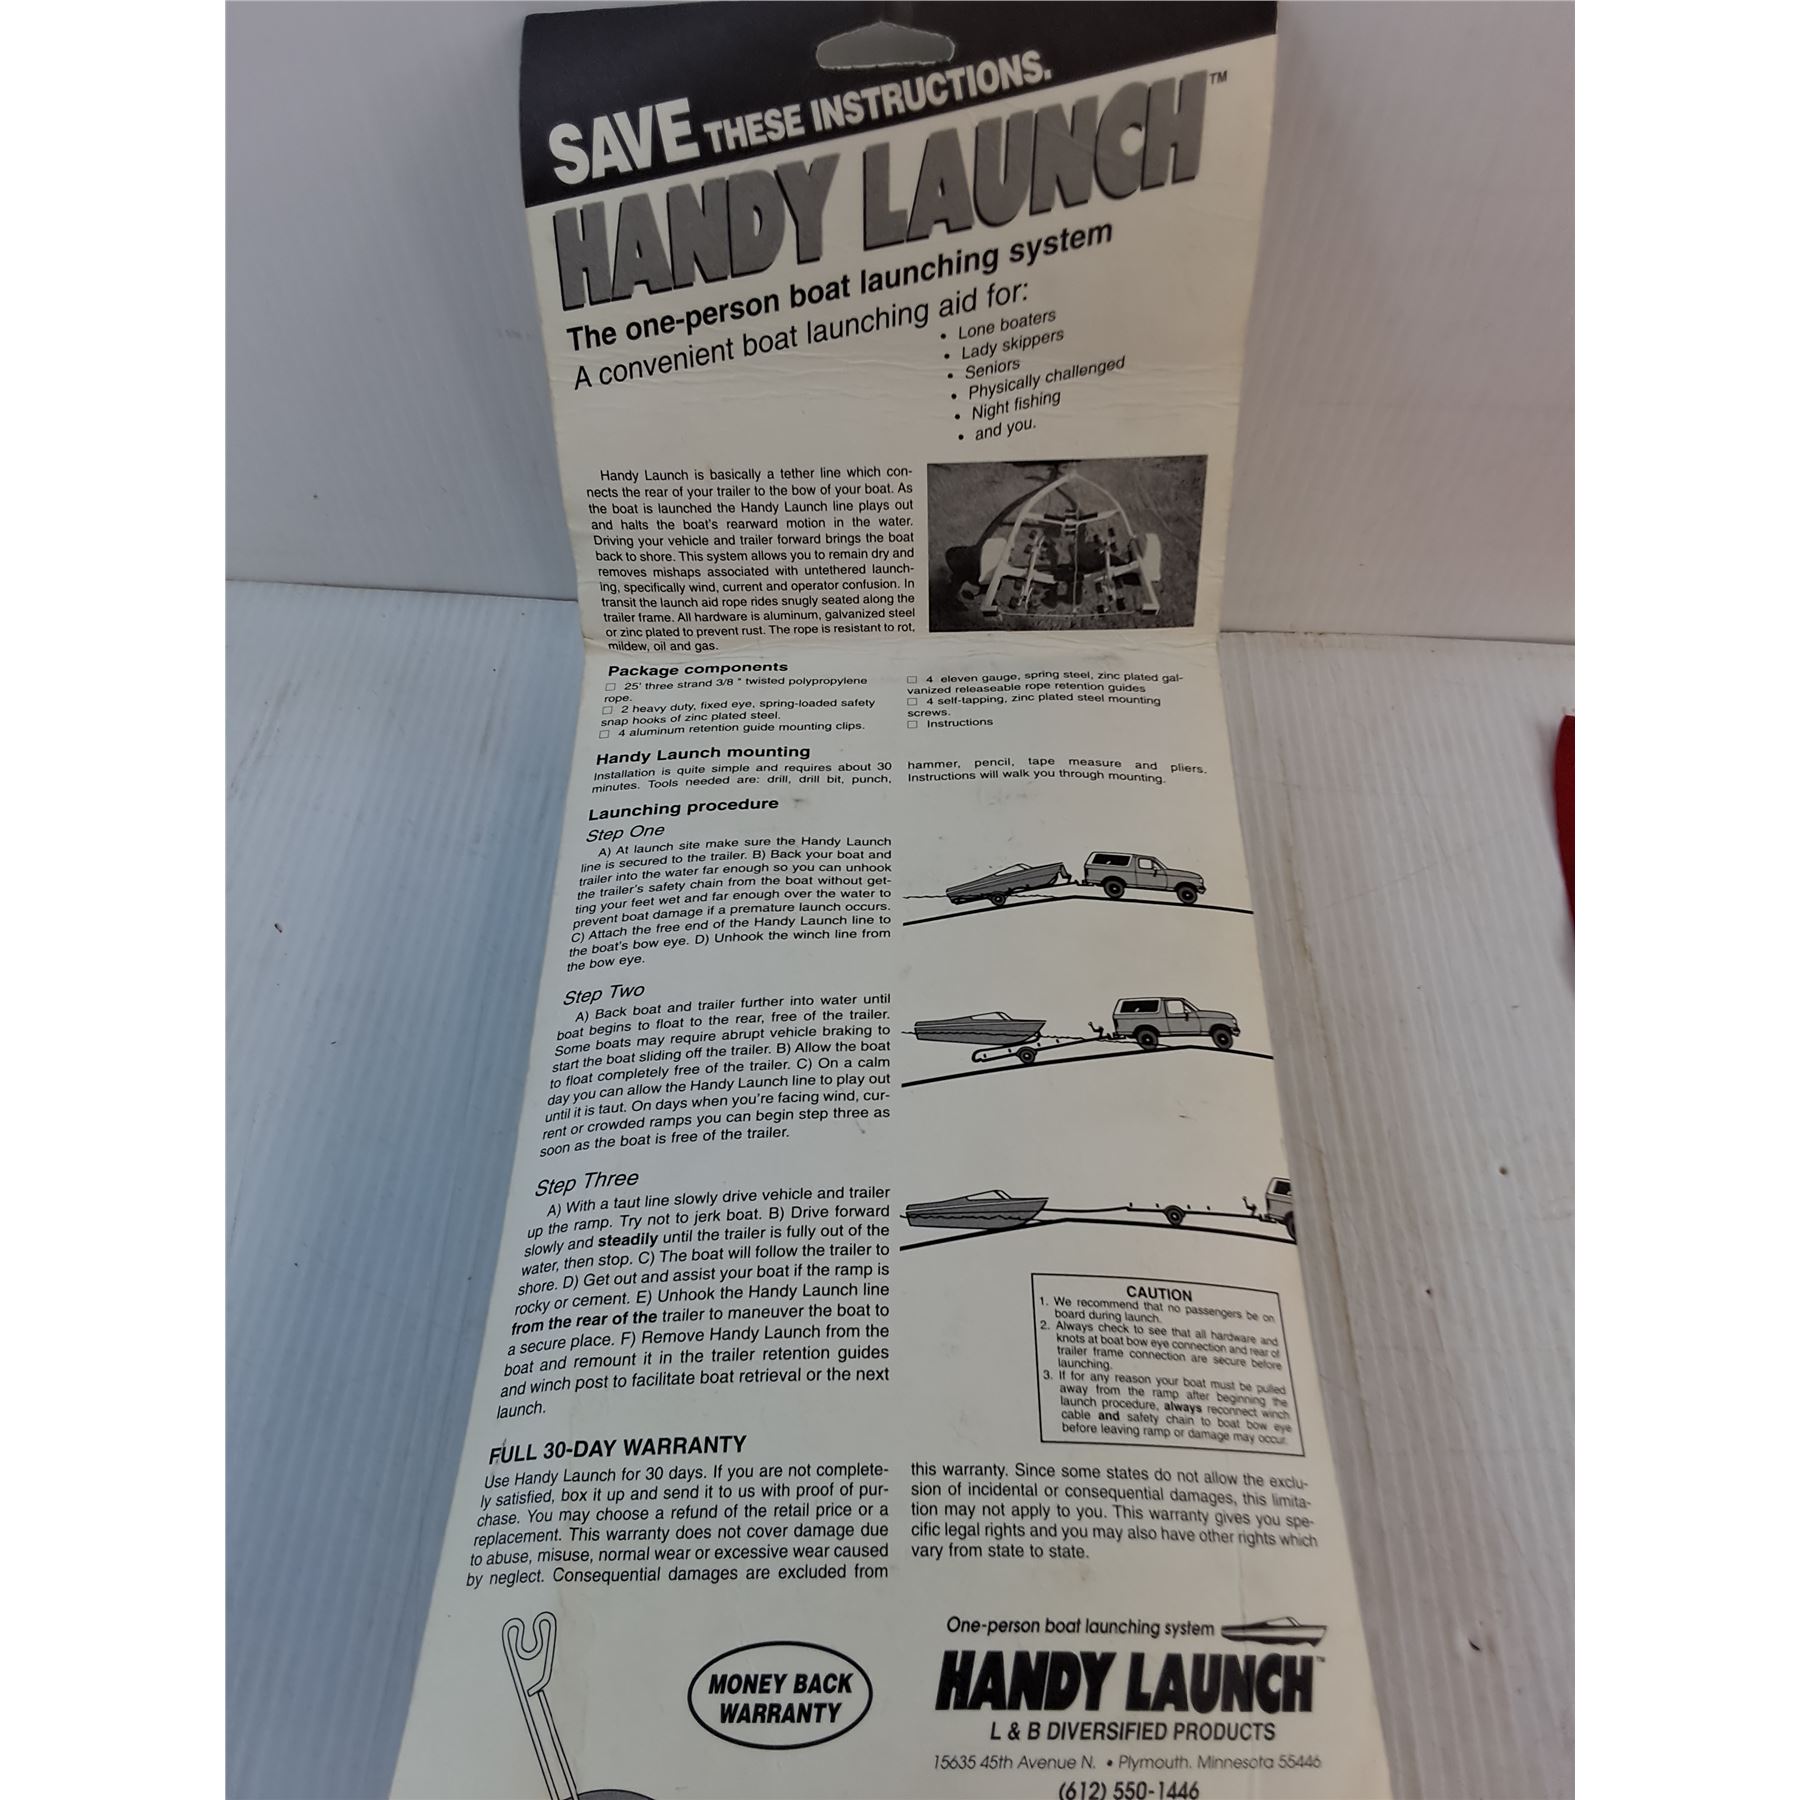 SAVE THESE INSTRUCTIONS.
HANDY LAUNCH™
The one-person boat launching system
A convenient boat launching aid for:
• Lone boaters
• Lady skippers
• Seniors
• Physically challenged
• Night fishing
• and you.
Handy Launch is basically a tether line which con-
nects the rear of your trailer to the bow of your boat. As
the boat is launched the Handy Launch line plays out
and halts the boat's rearward motion in the water.
Driving your vehicle and trailer forward brings the boat
back to shore. This system allows you to remain dry and
removes mishaps associated with untethered launch-
ing, specifically wind, current and operator confusion. In
transit the launch aid rope rides snugly seated along the
trailer frame. All hardware is aluminum, galvanized steel
or zinc plated to prevent rust. The rope is resistant to rot,
mildew, oil and gas.
Package components
☐ 25' three strand 3/8 " twisted polypropylene
rope.
☐ 2 heavy duty, fixed eye, spring-loaded safety
snap hooks of zinc plated steel.
☐ 4 aluminum retention guide mounting clips.
☐ 4 eleven gauge, spring steel, zinc plated gal-
vanized releaseable rope retention guides
☐ 4 self-tapping, zinc plated steel mounting
screws.
☐ Instructions
Handy Launch mounting
Installation is quite simple and requires about 30
minutes. Tools needed are: drill, drill bit, punch,
hammer, pencil, tape measure and pliers.
Instructions will walk you through mounting.
Launching procedure
Step One
A) At launch site make sure the Handy Launch
line is secured to the trailer. B) Back your boat and
trailer into the water far enough so you can unhook
the trailer's safety chain from the boat without get-
ting your feet wet and far enough over the water to
prevent boat damage if a premature launch occurs.
C) Attach the free end of the Handy Launch line to
the boat's bow eye. D) Unhook the winch line from
the bow eye.
Step Two
A) Back boat and trailer further into water until
boat begins to float to the rear, free of the trailer.
Some boats may require abrupt vehicle braking to
start the boat sliding off the trailer. B) Allow the boat
to float completely free of the trailer. C) On a calm
day you can allow the Handy Launch line to play out
until it is taut. On days when you're facing wind, cur-
rent or crowded ramps you can begin step three as
soon as the boat is free of the trailer.
Step Three
A) With a taut line slowly drive vehicle and trailer
up the ramp. Try not to jerk boat. B) Drive forward
slowly and steadily until the trailer is fully out of the
water, then stop. C) The boat will follow the trailer to
shore. D) Get out and assist your boat if the ramp is
rocky or cement. E) Unhook the Handy Launch line
from the rear of the trailer to maneuver the boat to
a secure place. F) Remove Handy Launch from the
boat and remount it in the trailer retention guides
and winch post to facilitate boat retrieval or the next
launch.
CAUTION
1. We recommend that no passengers be on
board during launch.
2. Always check to see that all hardware and
knots at boat bow eye connection and rear of
trailer frame connection are secure before
launching.
3. If for any reason your boat must be pulled
away from the ramp after beginning the
launch procedure, always reconnect winch
cable and safety chain to boat bow eye
before leaving ramp or damage may occur.
FULL 30-DAY WARRANTY
Use Handy Launch for 30 days. If you are not complete-
ly satisfied, box it up and send it to us with proof of pur-
chase. You may choose a refund of the retail price or a
replacement. This warranty does not cover damage due
to abuse, misuse, normal wear or excessive wear caused
by neglect. Consequential damages are excluded from
this warranty. Since some states do not allow the exclu-
sion of incidental or consequential damages, this limita-
tion may not apply to you. This warranty gives you spe-
cific legal rights and you may also have other rights which
vary from state to state.
MONEY BACK
WARRANTY
One-person boat launching system
HANDY LAUNCH™
L & B DIVERSIFIED PRODUCTS
15635 45th Avenue N. • Plymouth, Minnesota 55446
(612) 550-1446